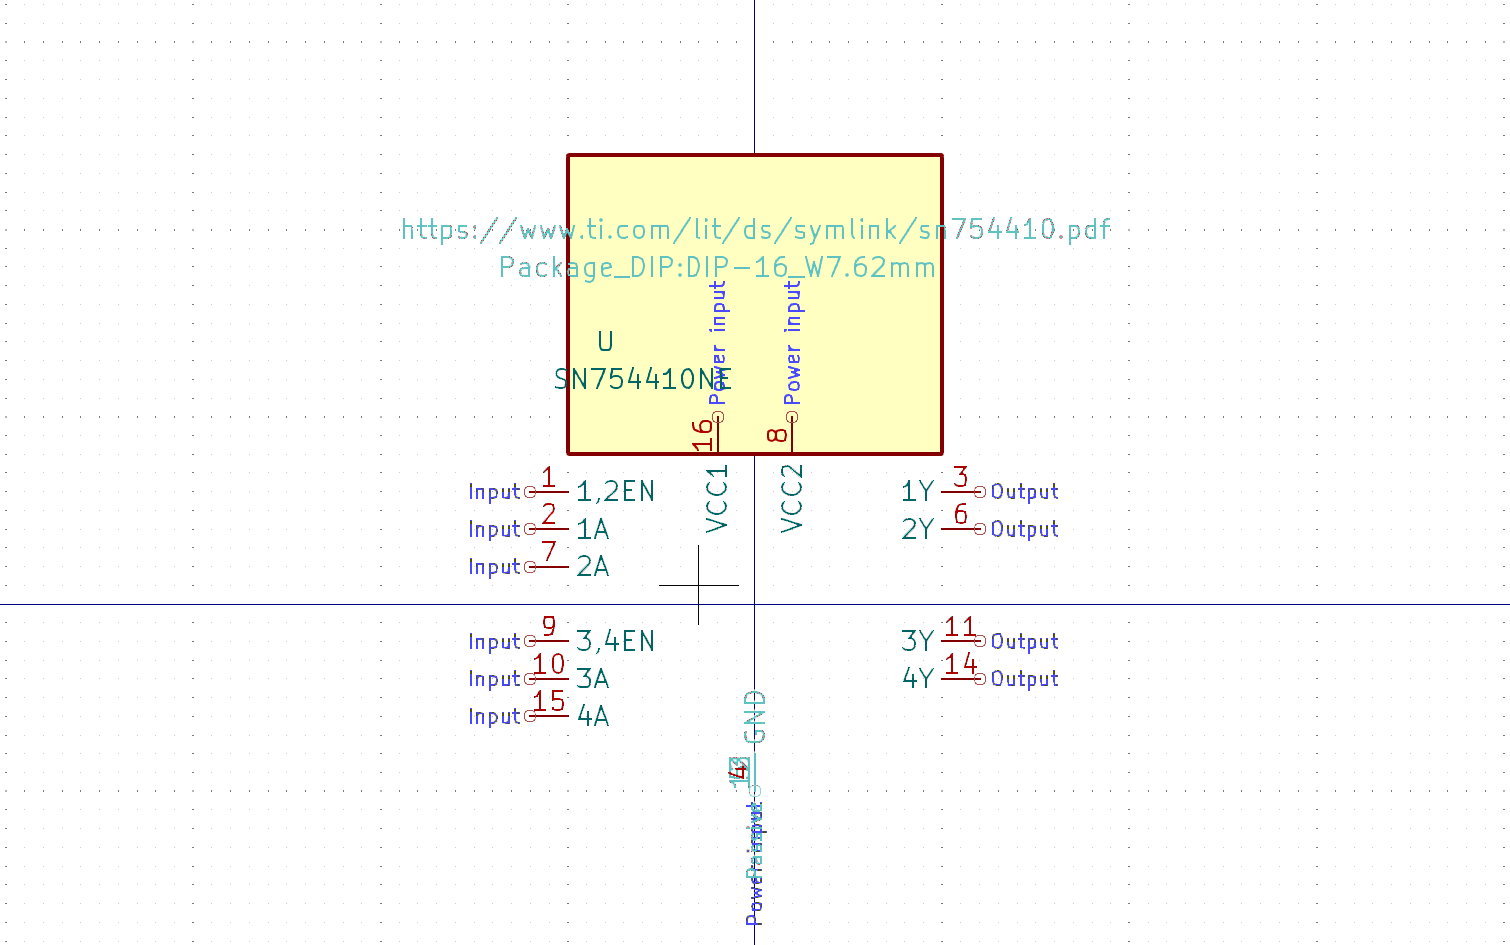 https://www.ti.com/lit/ds/symlink/sn754410.pdf
Package_DIP:DIP-16_W7.62mm
Power input
Power input
U
SN754410NE
16
8
VCC1
VCC2
Input 1 1,2EN
Input 2 1A
Input 7 2A
1Y 3 Output
2Y 6 Output
Input 9 3,4EN
Input 10 3A
Input 15 4A
3Y 11 Output
4Y 14 Output
GND
4
Power input